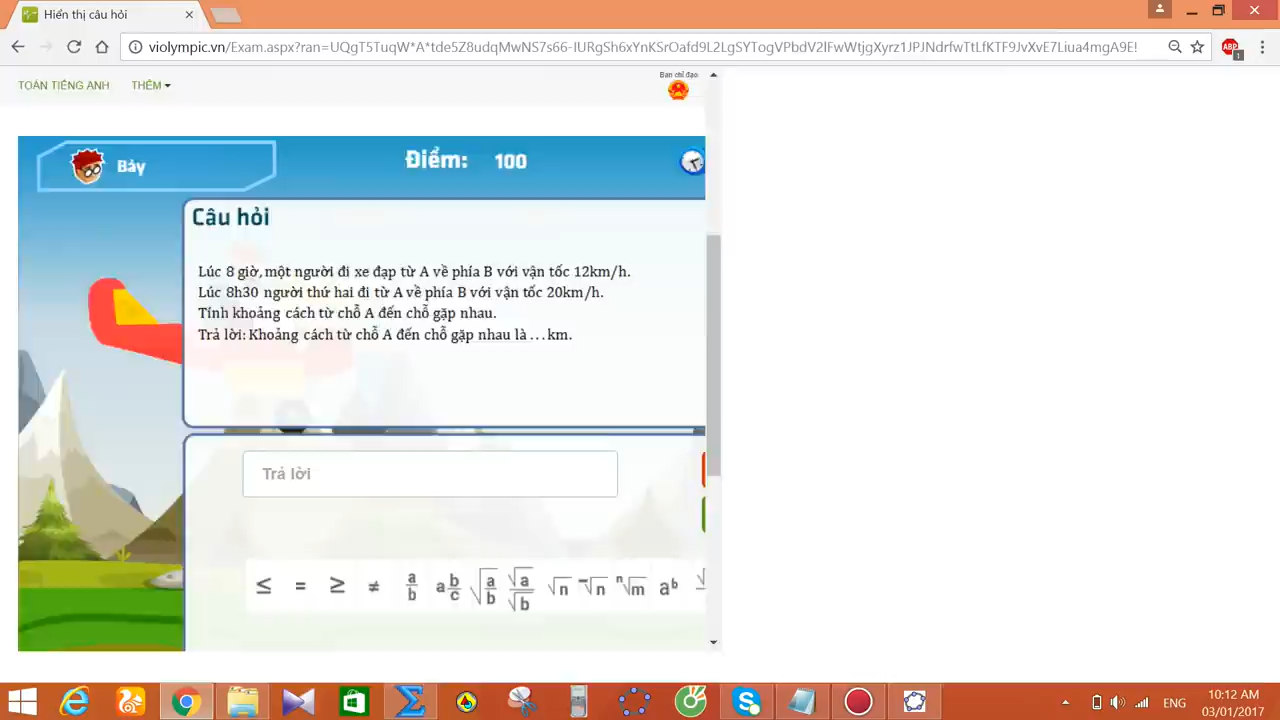 Hiển thị câu hỏi
violympic.vn/Exam.aspx?ran=UQgT5TuqW*A*tde5Z8udqMwNS7s66-IURgSh6xYnKSrOafd9L2LgSYTogVPbdV2lFwWtjgXyrz1JPJNdrfwTtLfKTF9JvXvE7Liua4mgA9E!
ABP
1
TOÁN TIẾNG ANH THÊM
Ban chỉ đạo
Bảy
Điểm: 100
Câu hỏi
Lúc 8 giờ, một người đi xe đạp từ A về phía B với vận tốc 12km/h.
Lúc 8h30 người thứ hai đi từ A về phía B với vận tốc 20km/h.
Tính khoảng cách từ chỗ A đến chỗ gặp nhau.
Trả lời: Khoảng cách từ chỗ A đến chỗ gặp nhau là ...km.
Trả lời
≤ = ≥ ≠ a/b a b/c √a/b √a/√b √n -√n n√m a^b √
ENG
10:12 AM
03/01/2017